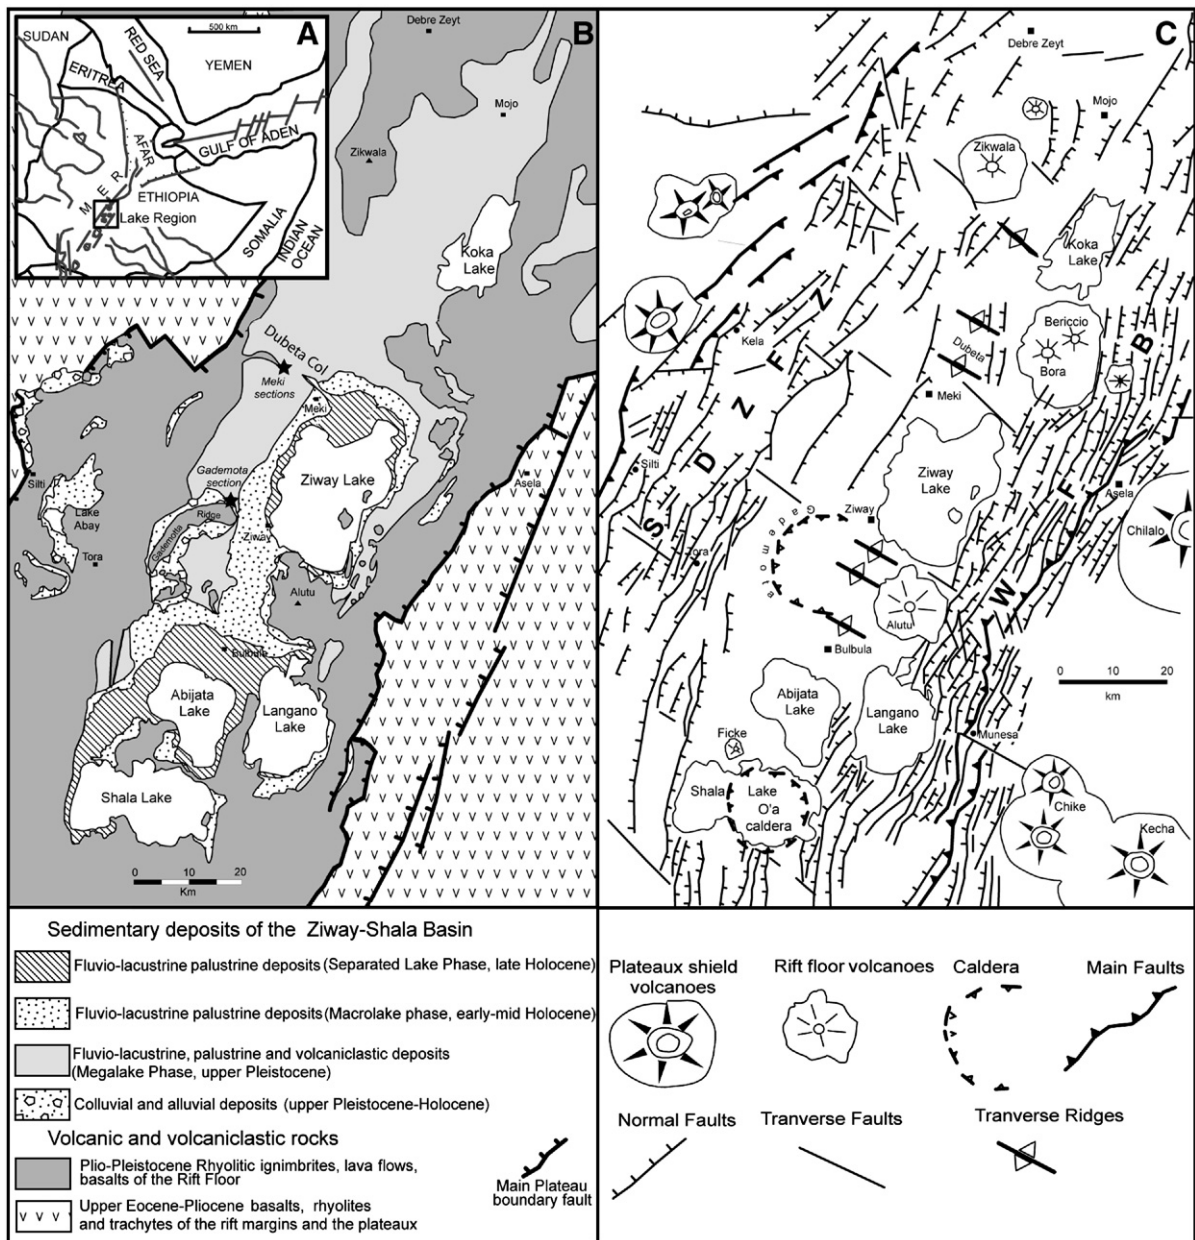 A
500 km
SUDAN
RED SEA
YEMEN
ERITREA
AFAR
GULF OF ADEN
M E R
ETHIOPIA
Lake Region
SOMALIA
INDIAN
OCEAN
B
Debre Zeyt
Mojo
Zikwala
Koka
Lake
Dubeta Col
Meki
sections
Meki
Gademota
section
Ridge
Gademotta
Ziway Lake
Ziway
Silti
Lake
Abay
Tora
Asela
Alutu
Bulbula
Abijata
Lake
Langano
Lake
Shala Lake
0 10 20
Km
C
Debre Zeyt
Mojo
Zikwala
Koka
Lake
Kela
Dubeta
Bericcio
Bora
Meki
S D Z F Z
W F B
Silti
Ziway
Lake
Ziway
Asela
Chilalo
Tora
Alutu
Bulbula
0 10 20
km
Abijata
Lake
Langano
Lake
Munesa
Ficke
Shala
Lake
O'a
caldera
Chike
Kecha
Sedimentary deposits of the Ziway-Shala Basin
Fluvio-lacustrine palustrine deposits (Separated Lake Phase, late Holocene)
Fluvio-lacustrine palustrine deposits (Macrolake phase, early-mid Holocene)
Fluvio-lacustrine, palustrine and volcaniclastic deposits
(Megalake Phase, upper Pleistocene)
Colluvial and alluvial deposits (upper Pleistocene-Holocene)
Volcanic and volcaniclastic rocks
Plio-Pleistocene Rhyolitic ignimbrites, lava flows,
basalts of the Rift Floor
Upper Eocene-Pliocene basalts, rhyolites
and trachytes of the rift margins and the plateaux
Main Plateau
boundary fault
Plateaux shield
volcanoes
Rift floor volcanoes
Caldera
Main Faults
Normal Faults
Tranverse Faults
Tranverse Ridges